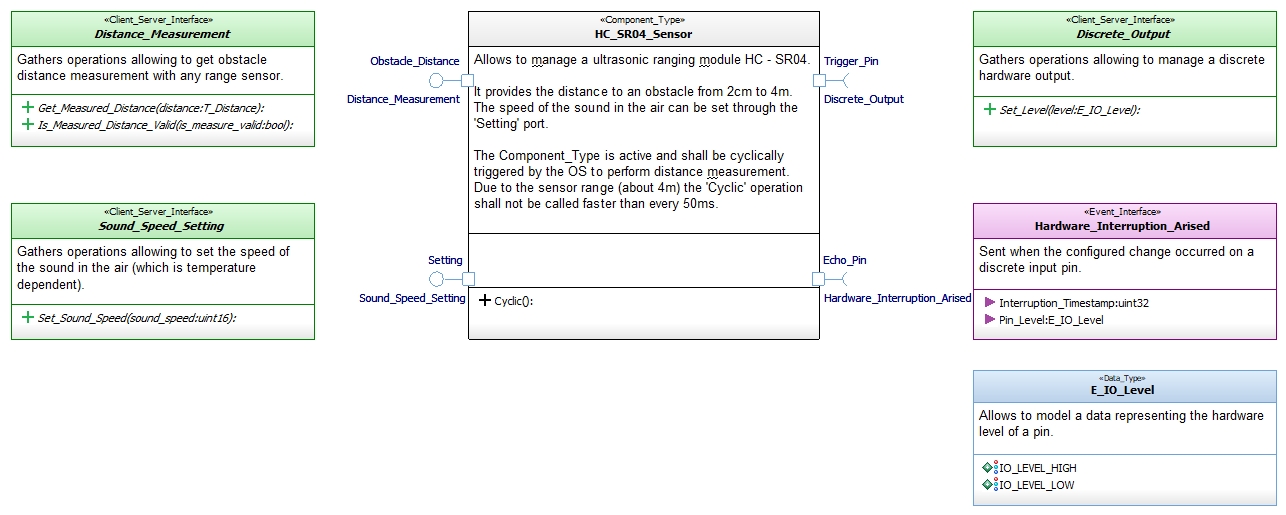 «Client_Server_Interface»
Distance_Measurement
Gathers operations allowing to get obstacle
distance measurement with any range sensor.
Get_Measured_Distance(distance:T_Distance):
Is_Measured_Distance_Valid(is_measure_valid:bool):
«Client_Server_Interface»
Sound_Speed_Setting
Gathers operations allowing to set the speed of
the sound in the air (which is temperature
dependent).
Set_Sound_Speed(sound_speed:uint16):
Obstacle_Distance
Distance_Measurement
Setting
Sound_Speed_Setting
«Component_Type»
HC_SR04_Sensor
Allows to manage a ultrasonic ranging module HC - SR04.
It provides the distance to an obstacle from 2cm to 4m.
The speed of the sound in the air can be set through the
'Setting' port.
The Component_Type is active and shall be cyclically
triggered by the OS to perform distance measurement.
Due to the sensor range (about 4m) the 'Cyclic' operation
shall not be called faster than every 50ms.
Cyclic():
Trigger_Pin
Discrete_Output
Echo_Pin
Hardware_Interruption_Arised
«Client_Server_Interface»
Discrete_Output
Gathers operations allowing to manage a discrete
hardware output.
Set_Level(level:E_IO_Level):
«Event_Interface»
Hardware_Interruption_Arised
Sent when the configured change occurred on a
discrete input pin.
Interruption_Timestamp:uint32
Pin_Level:E_IO_Level
«Data_Type»
E_IO_Level
Allows to model a data representing the hardware
level of a pin.
IO_LEVEL_HIGH
IO_LEVEL_LOW